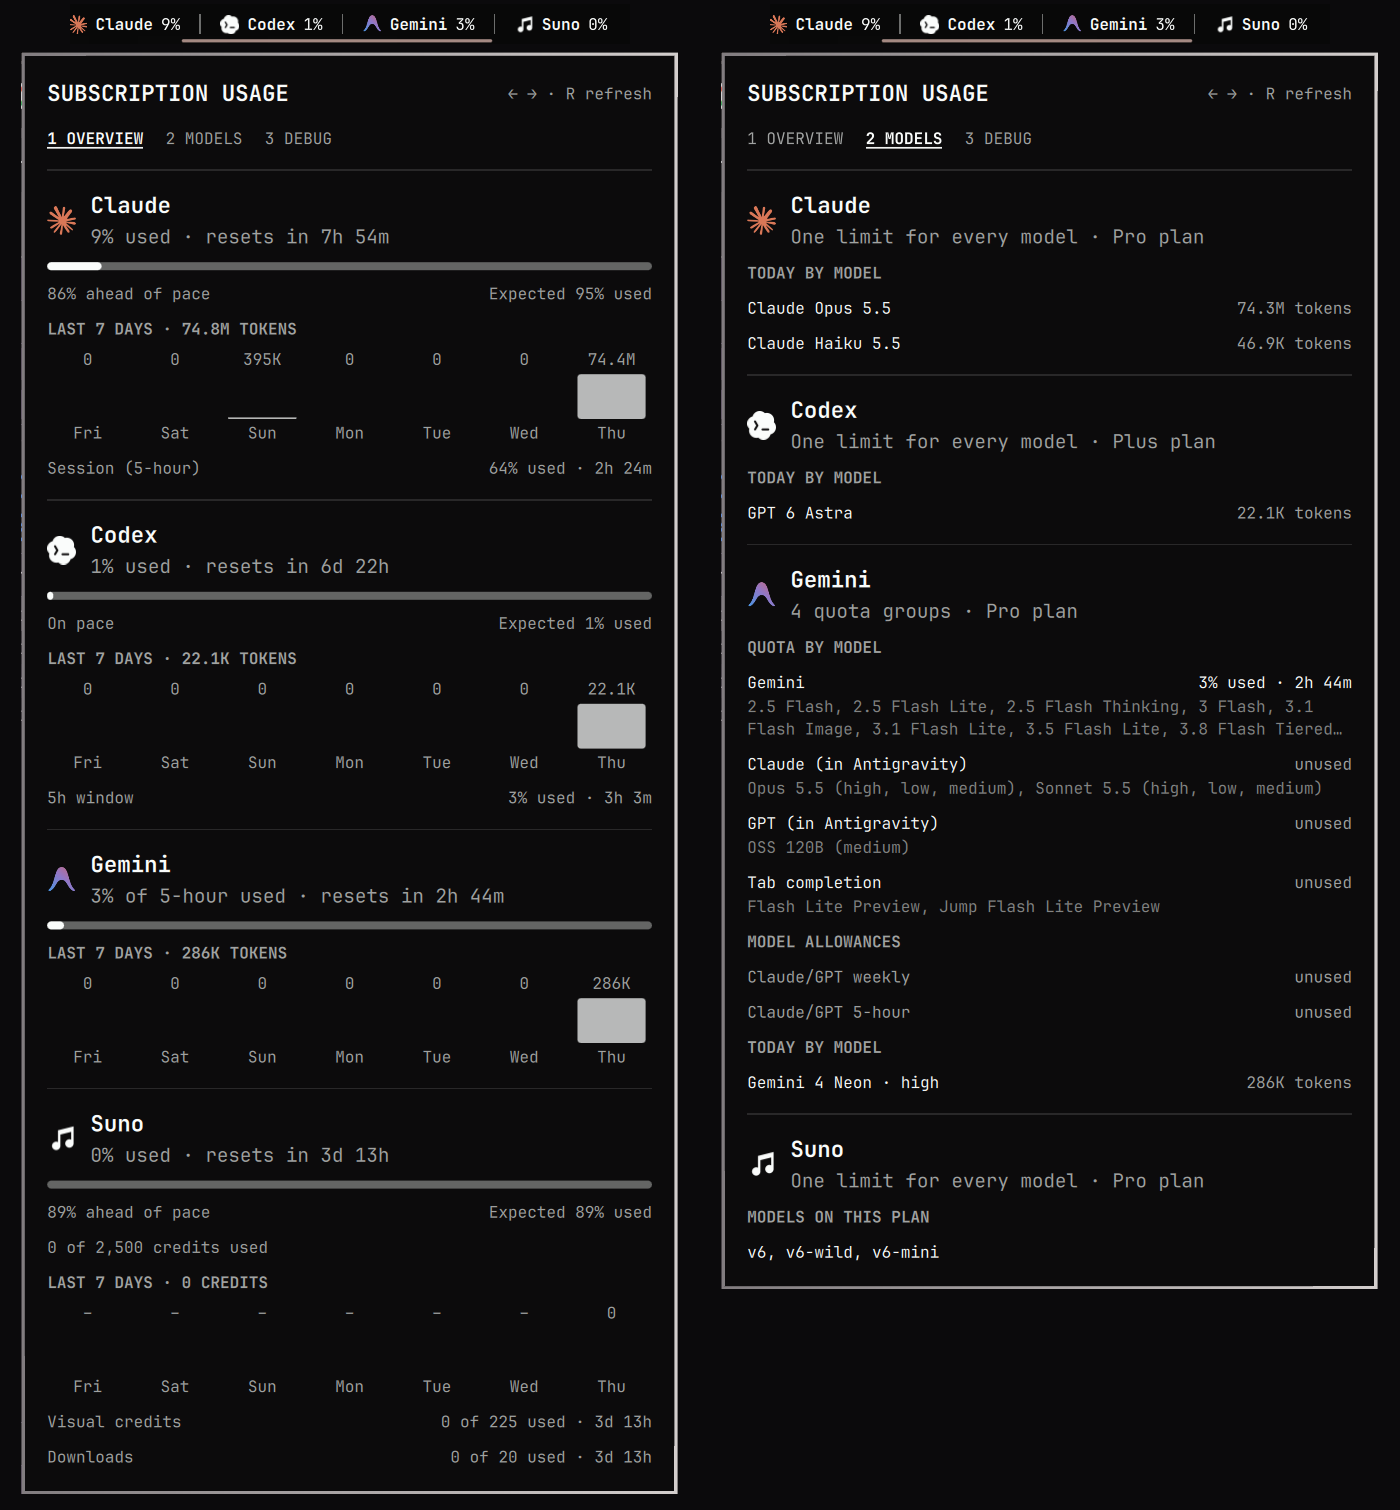 Claude 9% Codex 1% Gemini 3% Suno 0%
SUBSCRIPTION USAGE ← → · R refresh
1 OVERVIEW 2 MODELS 3 DEBUG
Claude
9% used · resets in 7h 54m
86% ahead of pace Expected 95% used
LAST 7 DAYS · 74.8M TOKENS
0 0 395K 0 0 0 74.4M
Fri Sat Sun Mon Tue Wed Thu
Session (5-hour) 64% used · 2h 24m
Codex
1% used · resets in 6d 22h
On pace Expected 1% used
LAST 7 DAYS · 22.1K TOKENS
0 0 0 0 0 0 22.1K
Fri Sat Sun Mon Tue Wed Thu
5h window 3% used · 3h 3m
Gemini
3% of 5-hour used · resets in 2h 44m
LAST 7 DAYS · 286K TOKENS
0 0 0 0 0 0 286K
Fri Sat Sun Mon Tue Wed Thu
Suno
0% used · resets in 3d 13h
89% ahead of pace Expected 89% used
0 of 2,500 credits used
LAST 7 DAYS · 0 CREDITS
– – – – – – 0
Fri Sat Sun Mon Tue Wed Thu
Visual credits 0 of 225 used · 3d 13h
Downloads 0 of 20 used · 3d 13h
Claude 9% Codex 1% Gemini 3% Suno 0%
SUBSCRIPTION USAGE ← → · R refresh
1 OVERVIEW 2 MODELS 3 DEBUG
Claude
One limit for every model · Pro plan
TODAY BY MODEL
Claude Opus 5.5 74.3M tokens
Claude Haiku 5.5 46.9K tokens
Codex
One limit for every model · Plus plan
TODAY BY MODEL
GPT 6 Astra 22.1K tokens
Gemini
4 quota groups · Pro plan
QUOTA BY MODEL
Gemini 3% used · 2h 44m
2.5 Flash, 2.5 Flash Lite, 2.5 Flash Thinking, 3 Flash, 3.1
Flash Image, 3.1 Flash Lite, 3.5 Flash Lite, 3.8 Flash Tiered…
Claude (in Antigravity) unused
Opus 5.5 (high, low, medium), Sonnet 5.5 (high, low, medium)
GPT (in Antigravity) unused
OSS 120B (medium)
Tab completion unused
Flash Lite Preview, Jump Flash Lite Preview
MODEL ALLOWANCES
Claude/GPT weekly unused
Claude/GPT 5-hour unused
TODAY BY MODEL
Gemini 4 Neon · high 286K tokens
Suno
One limit for every model · Pro plan
MODELS ON THIS PLAN
v6, v6-wild, v6-mini